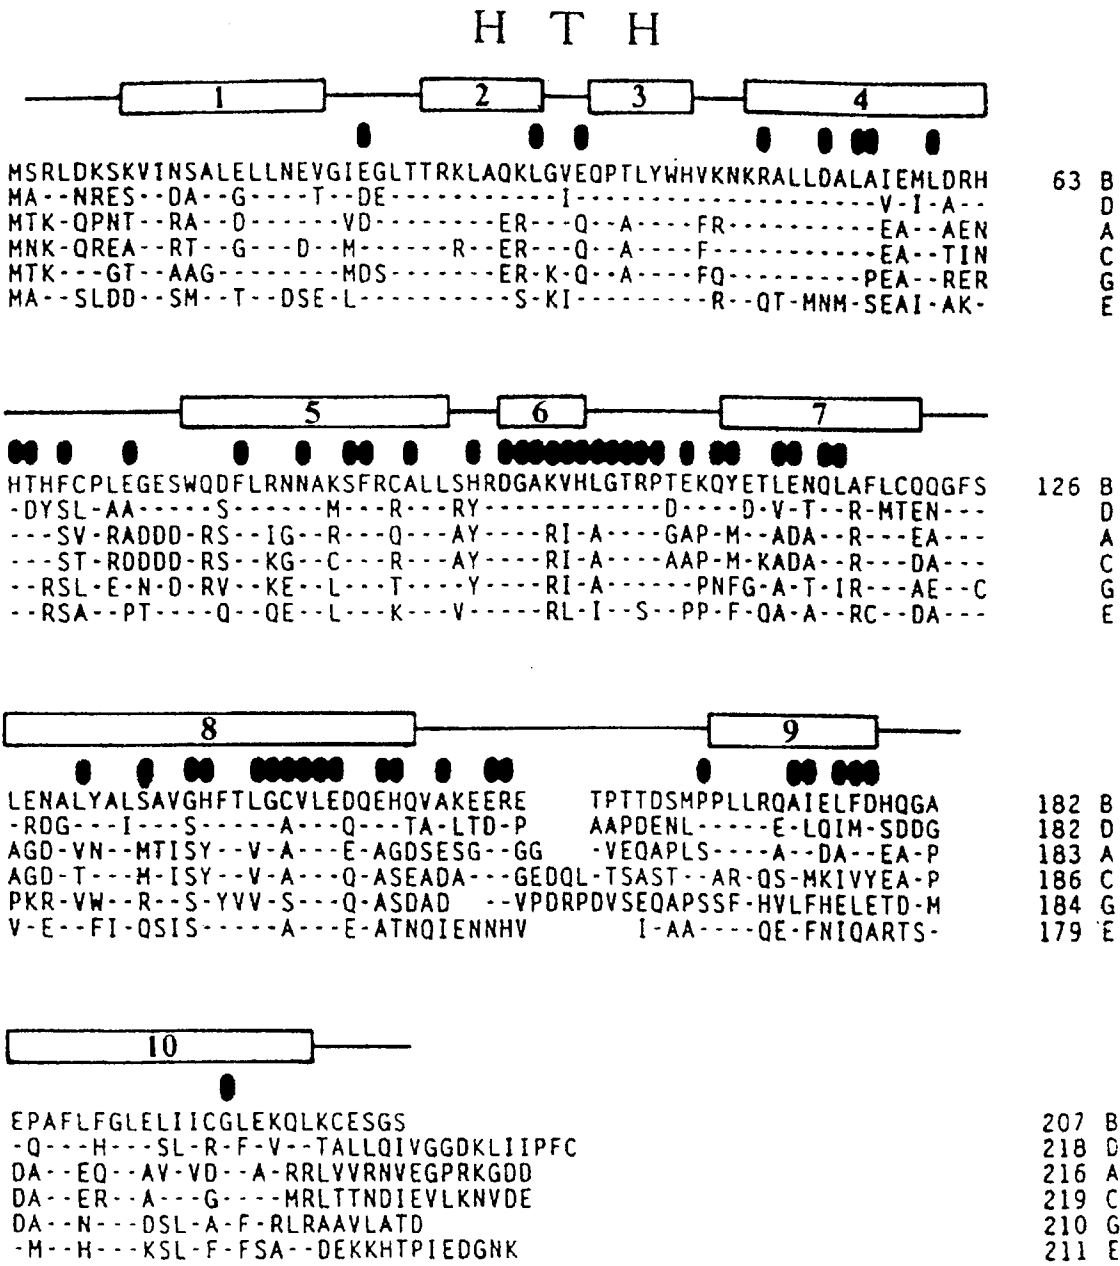 H T H
1 2 3 4
MSRLDKSKVINSALELLNEVGIEGLTTRKLAQKLGVEQPTLYWHVKNKRALLDALAIEMLDRH 63 B
MA--NRES--DA--G----T--DE-----------I-------------------V-I-A-- D
MTK-QPNT--RA--D------VD-------ER--Q--A----FR---------EA--AEN A
MNK-QREA--RT--G---D--M------R--ER--Q--A----F----------EA--TIN C
MTK---GT--AAG--------MDS-------ER-K-Q--A----FQ---------PEA--RER G
MA--SLDD--SM--T--DSE-L----------S-KI---------R--QT-MNM-SEAI-AK- E
5 6 7
HTHFCPLEGESWQDFLRNNAKSFRCALLSHRDGAKVHLGTRPTEKQYETLENQLAFLCQQGFS 126 B
-DYSL-AA-----S------M---R---RY------------D----D-V-T--R-MTEN--- D
---SV-RADDD-RS--IG--R---Q---AY----RI-A----GAP-M--ADA--R---EA--- A
---ST-RDDDD-RS--KG--C---R---AY----RI-A----AAP-M-KADA--R---DA--- C
--RSL-E-N-D-RV--KE--L---T----Y----RI-A------PNFG-A-T-IR---AE--C G
--RSA--PT----Q--QE--L---K---V-----RL-I--S--PP-F-QA-A--RC--DA--- E
8 9
LENALYALSAVGHFTLGCVLEDQEHQVAKEERE TPTTDSMPPLLRQAIELFDHQGA 182 B
-RDG---I---S-----A---Q---TA-LTD-P AAPDENL-----E-LQIM-SDDG 182 D
AGD-VN--MTISY--V-A---E-AGDSESG--GG -VEQAPLS----A--DA--EA-P 183 A
AGD-T---M-ISY--V-A---Q-ASEADA---GEDQL-TSAST--AR-QS-MKIVYEA-P 186 C
PKR-VW--R--S-YVV-S---Q-ASDAD --VPDRPDVSEQAPSSF-HVLFHELETD-M 184 G
V-E--FI-QSIS-----A---E-ATNQIENNHV I-AA----QE-FNIQARTS- 179 E
10
EPAFLFGLELIICGLEKQLKCESGS 207 B
-Q---H---SL-R-F-V--TALLQIVGGDKLIIPFC 218 D
DA--EQ--AV-VD--A-RRLVVRNVEGPRKGDD 216 A
DA--ER--A---G----MRLTTNDIEVLKNVDE 219 C
DA--N---DSL-A-F-RLRAAVLATD 210 G
-M--H---KSL-F-FSA--DEKKHTPIEDGNK 211 E